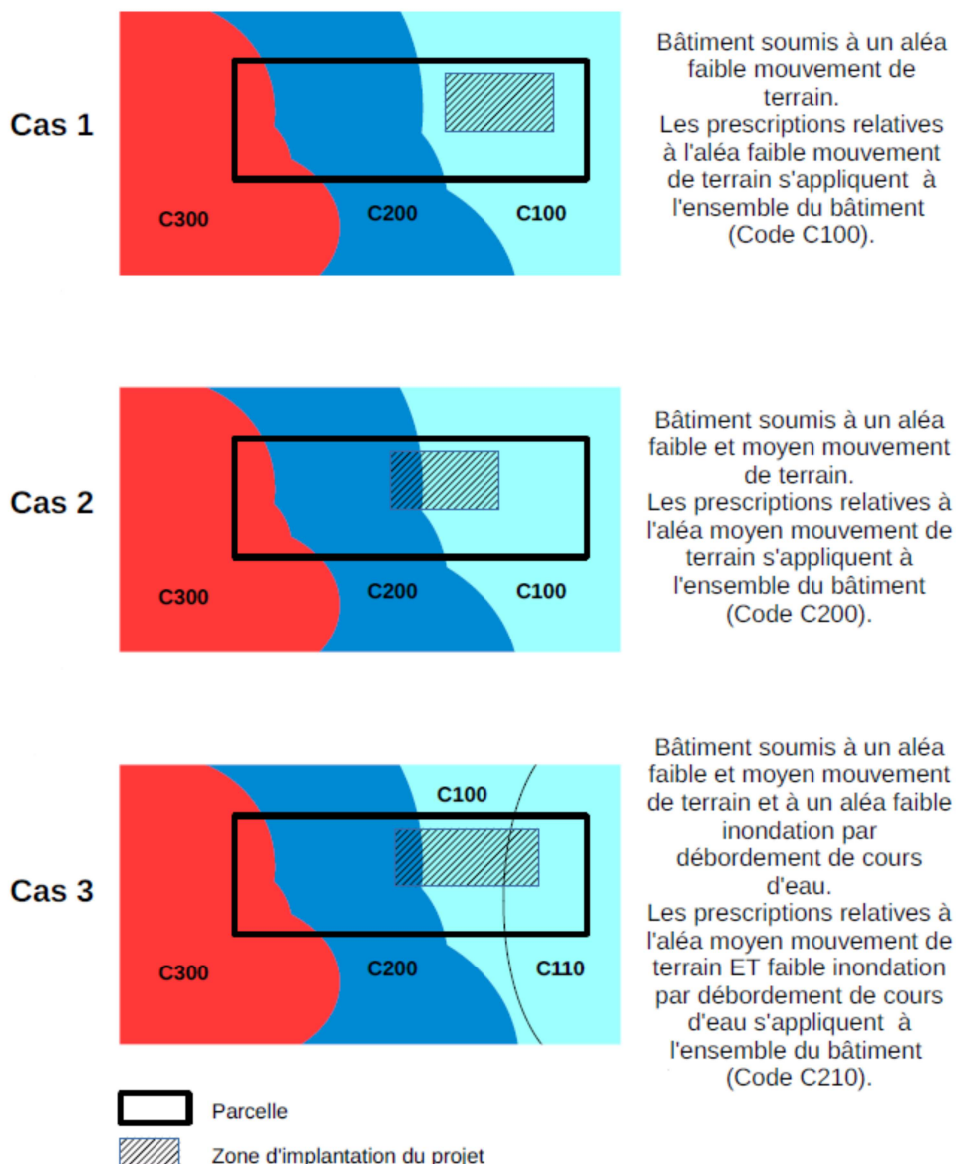 Cas 1
C300
C200
C100
Bâtiment soumis à un aléa
faible mouvement de
terrain.
Les prescriptions relatives
à l'aléa faible mouvement
de terrain s'appliquent à
l'ensemble du bâtiment
(Code C100).
Cas 2
C300
C200
C100
Bâtiment soumis à un aléa
faible et moyen mouvement
de terrain.
Les prescriptions relatives à
l'aléa moyen mouvement de
terrain s'appliquent à
l'ensemble du bâtiment
(Code C200).
Cas 3
C100
C300
C200
C110
Bâtiment soumis à un aléa
faible et moyen mouvement
de terrain et à un aléa faible
inondation par
débordement de cours
d'eau.
Les prescriptions relatives à
l'aléa moyen mouvement de
terrain ET faible inondation
par débordement de cours
d'eau s'appliquent à
l'ensemble du bâtiment
(Code C210).
Parcelle
Zone d'implantation du projet